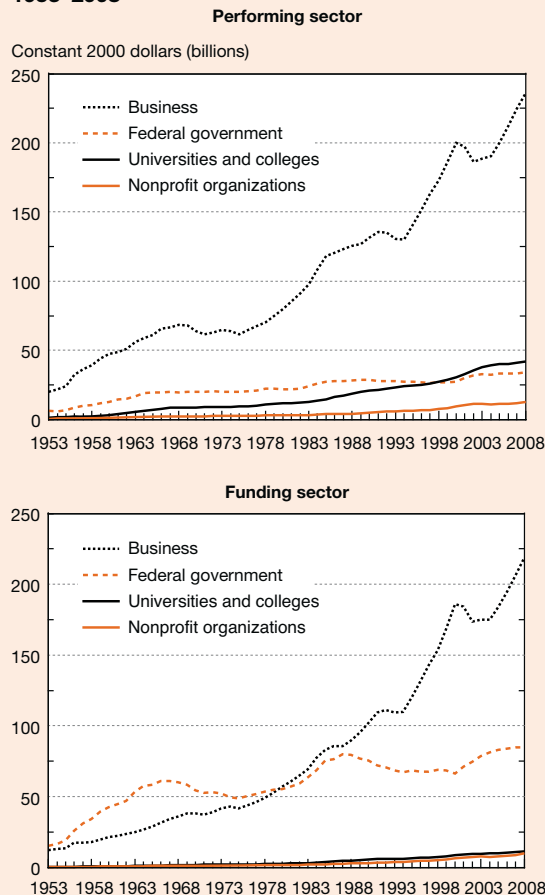 Performing sector
Constant 2000 dollars (billions)
250
200
150
100
50
0
Business
Federal government
Universities and colleges
Nonprofit organizations
1953 1958 1963 1968 1973 1978 1983 1988 1993 1998 2003 2008
Funding sector
250
200
150
100
50
0
Business
Federal government
Universities and colleges
Nonprofit organizations
1953 1958 1963 1968 1973 1978 1983 1988 1993 1998 2003 2008